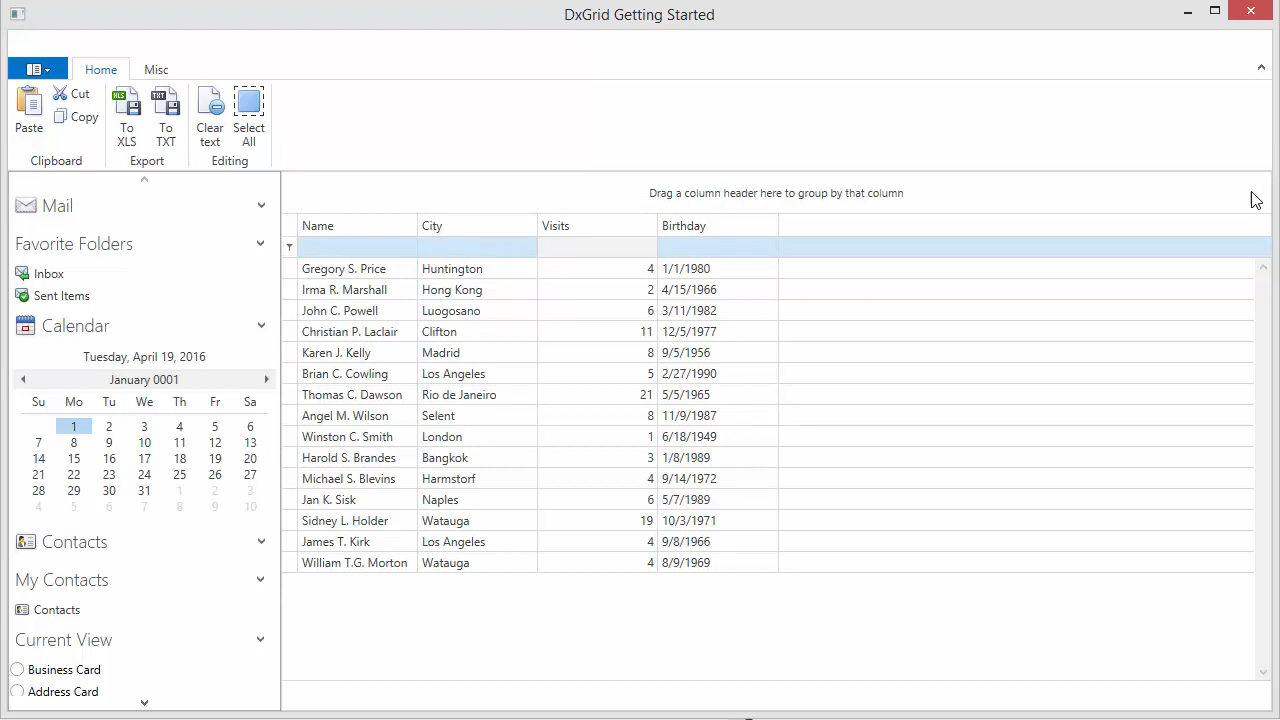 DxGrid Getting Started
Home Misc
Paste Cut Copy To XLS To TXT Clear text Select All
Clipboard Export Editing
Mail
Favorite Folders
Inbox
Sent Items
Calendar
Tuesday, April 19, 2016
January 0001
Su Mo Tu We Th Fr Sa
1 2 3 4 5 6
7 8 9 10 11 12 13
14 15 16 17 18 19 20
21 22 23 24 25 26 27
28 29 30 31 1 2 3
4 5 6 7 8 9 10
Contacts
My Contacts
Contacts
Current View
Business Card
Address Card
Drag a column header here to group by that column
Name City Visits Birthday
Gregory S. Price Huntington 4 1/1/1980
Irma R. Marshall Hong Kong 2 4/15/1966
John C. Powell Luogosano 6 3/11/1982
Christian P. Laclair Clifton 11 12/5/1977
Karen J. Kelly Madrid 8 9/5/1956
Brian C. Cowling Los Angeles 5 2/27/1990
Thomas C. Dawson Rio de Janeiro 21 5/5/1965
Angel M. Wilson Selent 8 11/9/1987
Winston C. Smith London 1 6/18/1949
Harold S. Brandes Bangkok 3 1/8/1989
Michael S. Blevins Harmstorf 4 9/14/1972
Jan K. Sisk Naples 6 5/7/1989
Sidney L. Holder Watauga 19 10/3/1971
James T. Kirk Los Angeles 4 9/8/1966
William T.G. Morton Watauga 4 8/9/1969